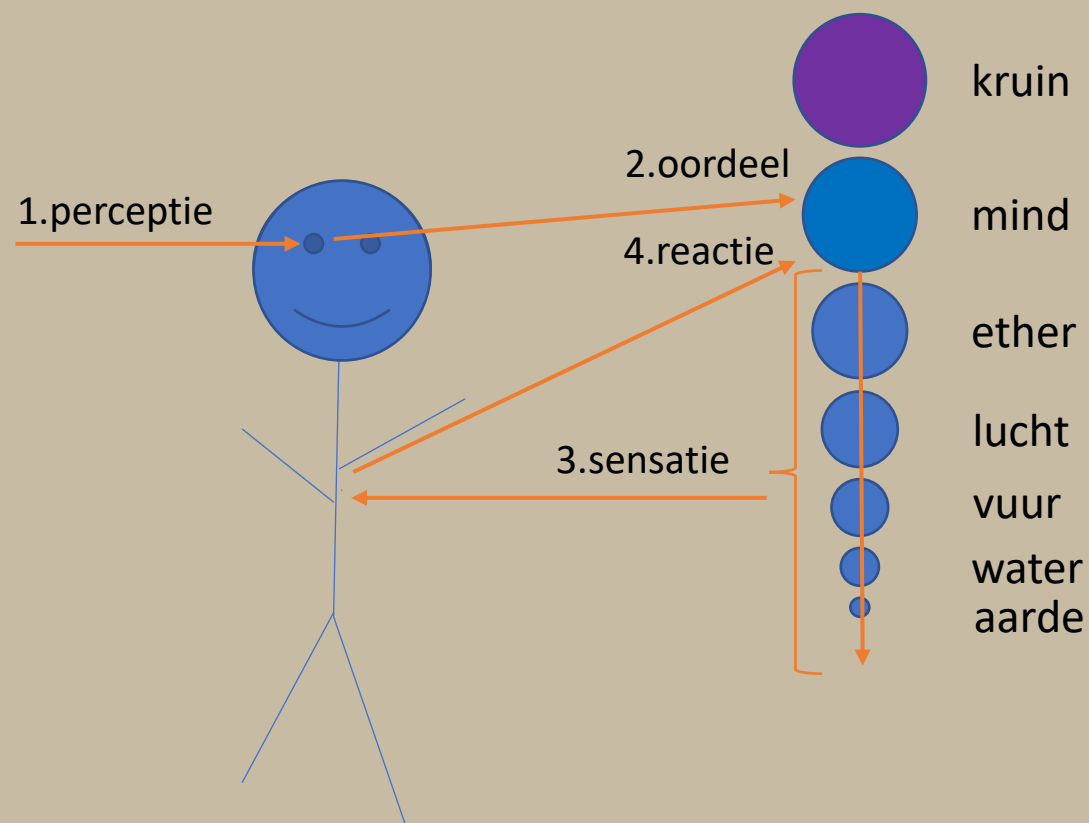 kruin
2.oordeel
1.perceptie
mind
4.reactie
ether
lucht
3.sensatie
vuur
water
aarde